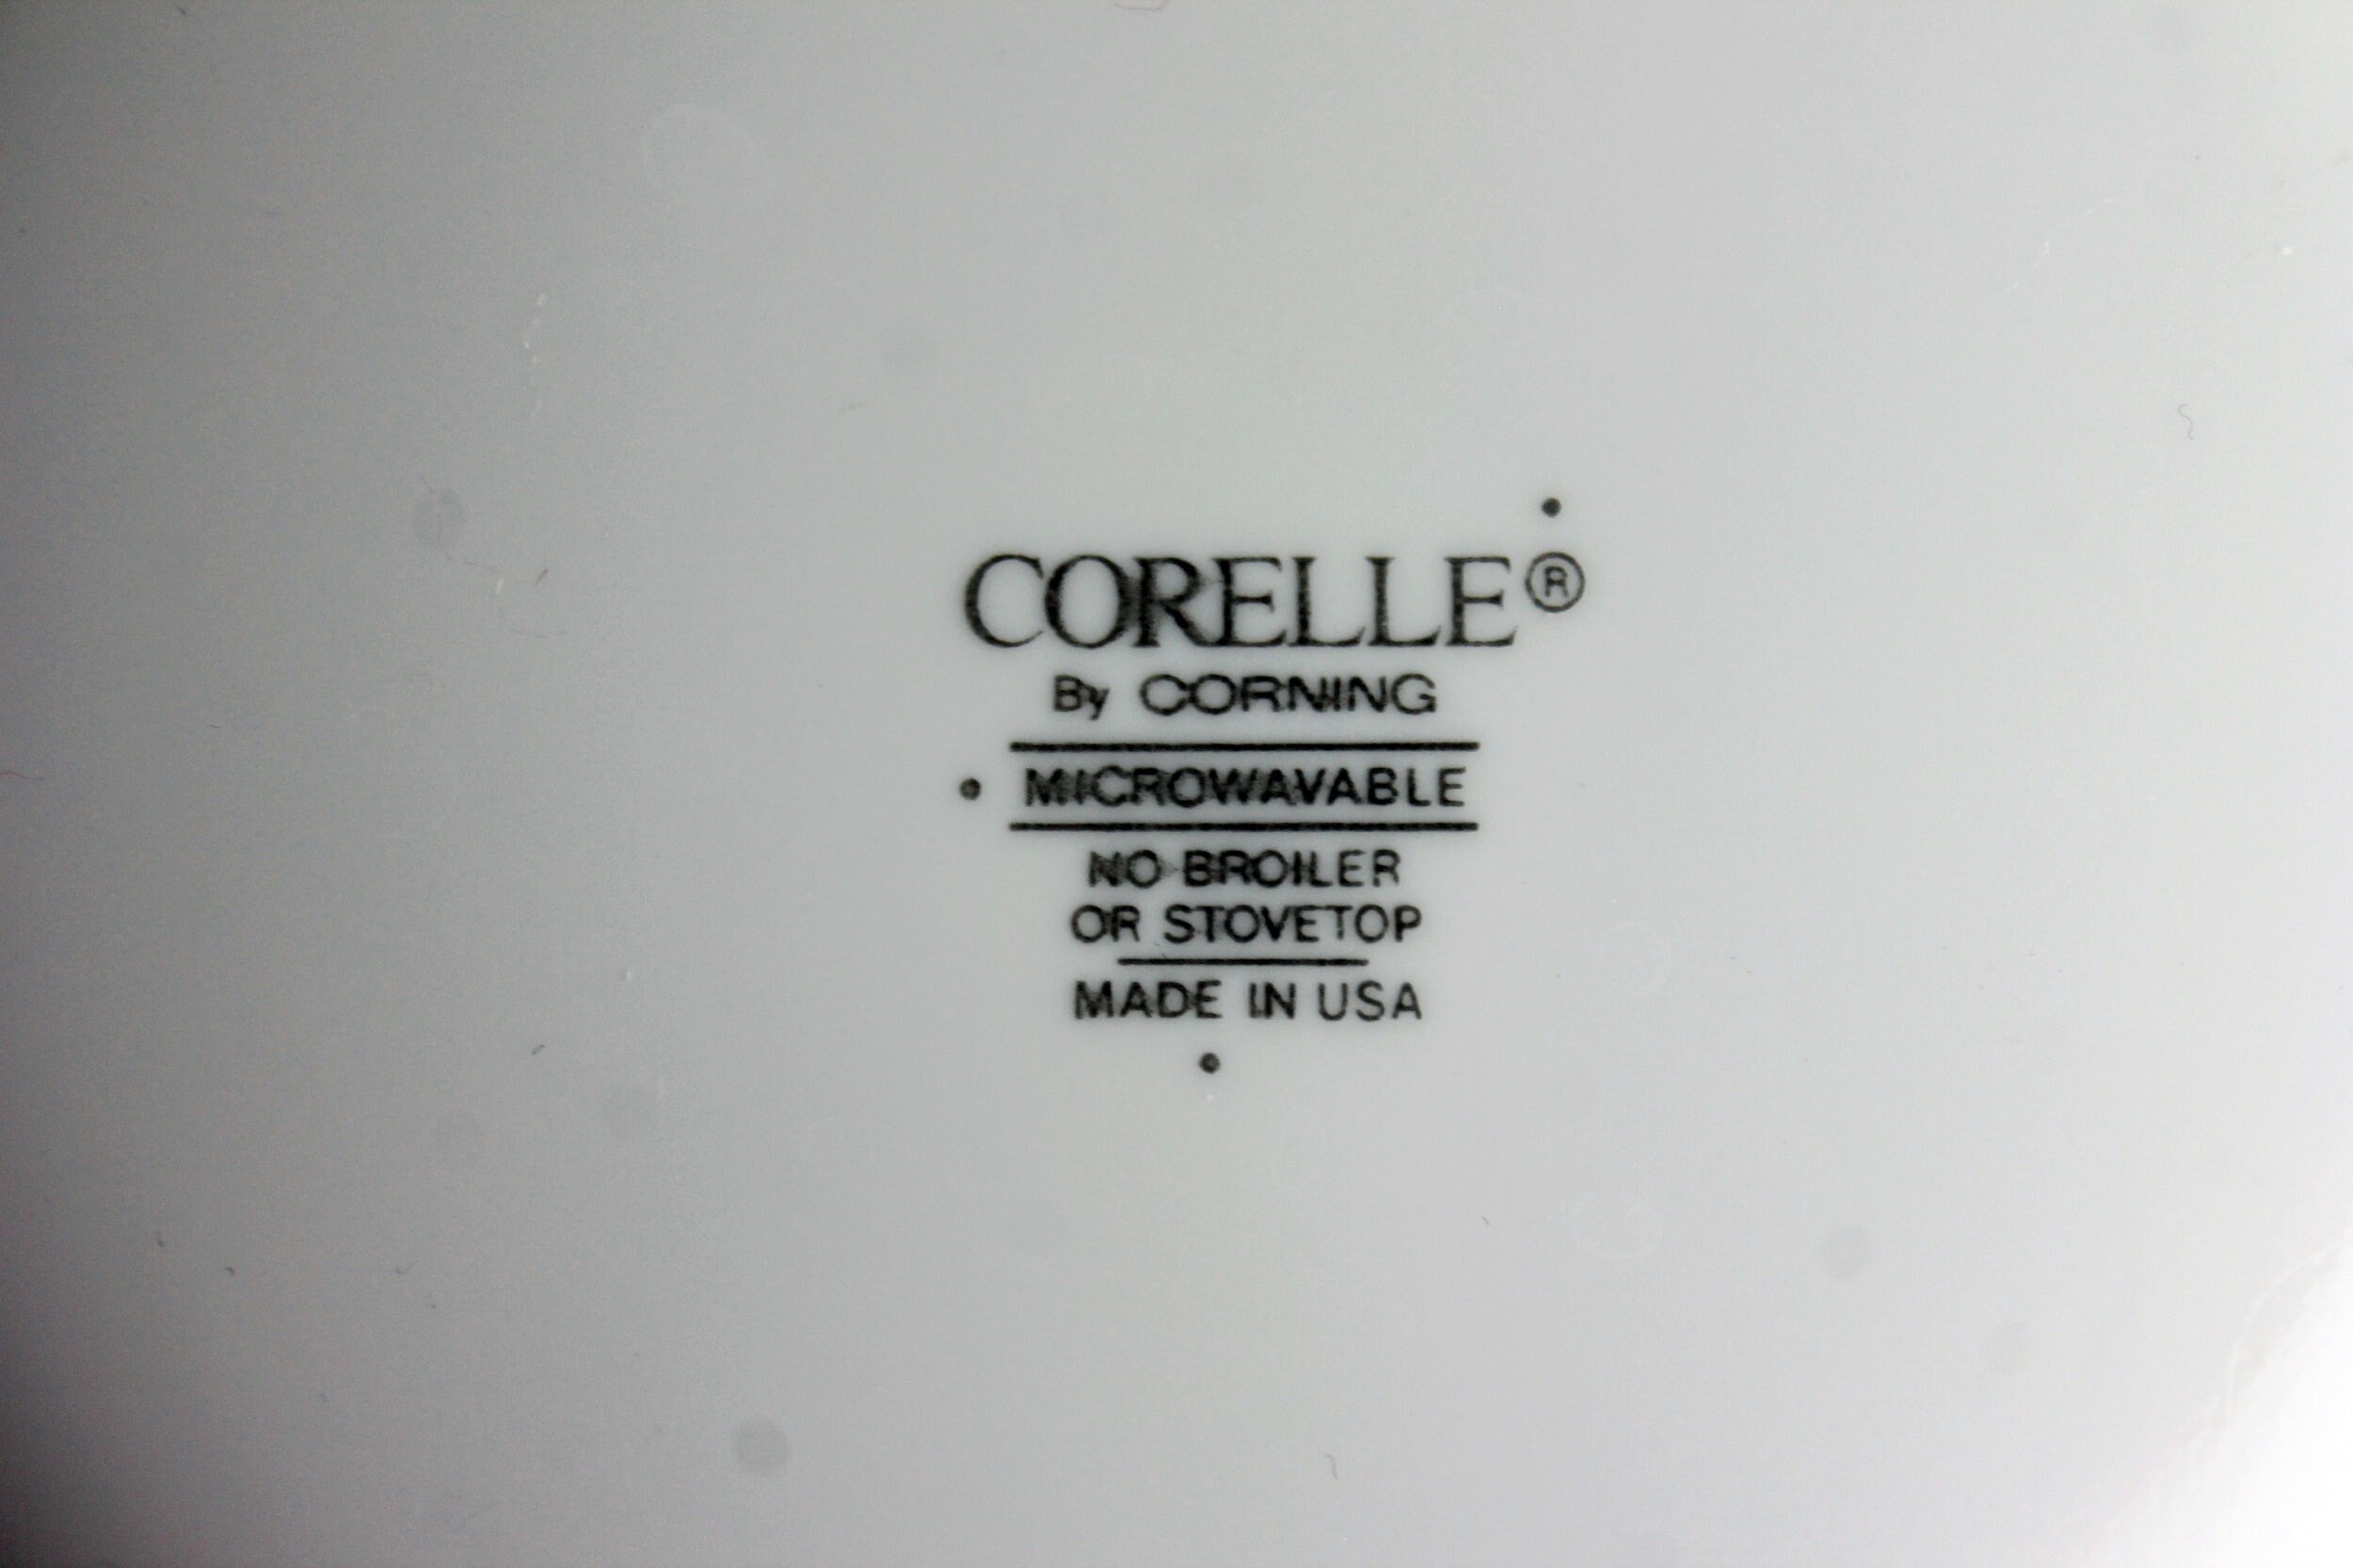 CORELLE®
By CORNING
MICROWAVABLE
NO BROILER
OR STOVETOP
MADE IN USA